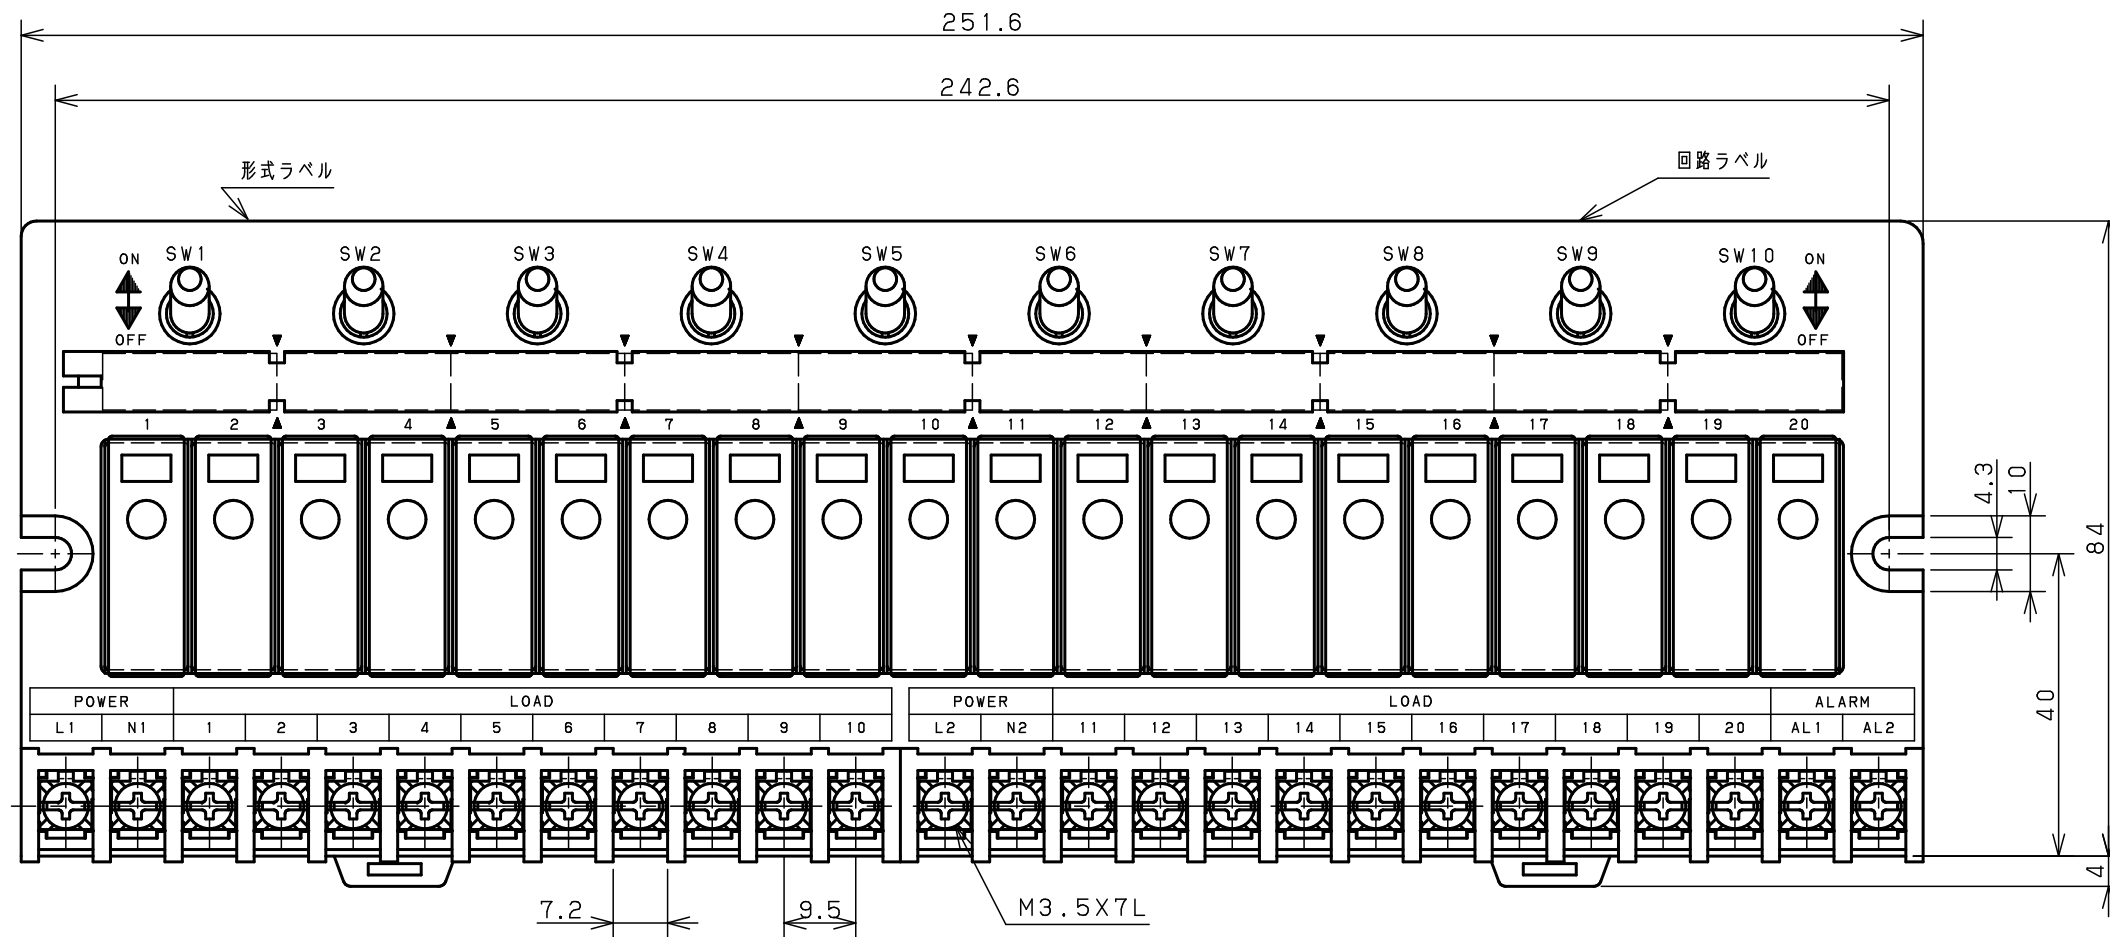 251.6
242.6
形式ラベル
回路ラベル
SW1 SW2 SW3 SW4 SW5 SW6 SW7 SW8 SW9 SW10
ON ON
OFF OFF
1 2 3 4 5 6 7 8 9 10 11 12 13 14 15 16 17 18 19 20
4.3
10
84
40
4
POWER LOAD POWER LOAD ALARM
L1 N1 1 2 3 4 5 6 7 8 9 10 L2 N2 11 12 13 14 15 16 17 18 19 20 AL1 AL2
7.2 9.5 M3.5X7L